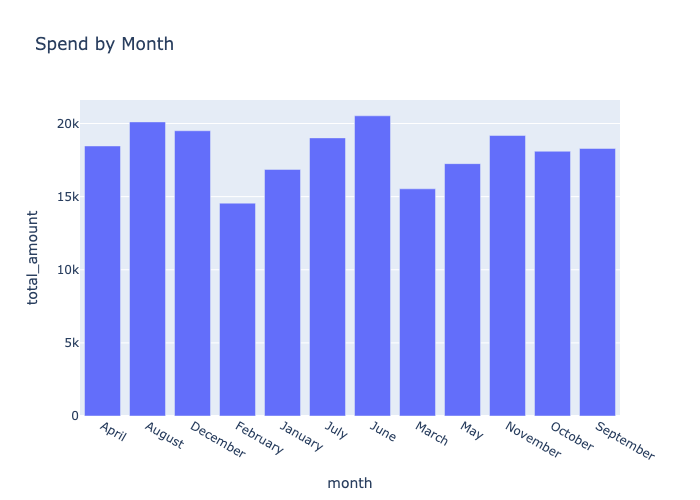 Spend by Month
total_amount
20k
15k
10k
5k
0
April
August
December
February
January
July
June
March
May
November
October
September
month